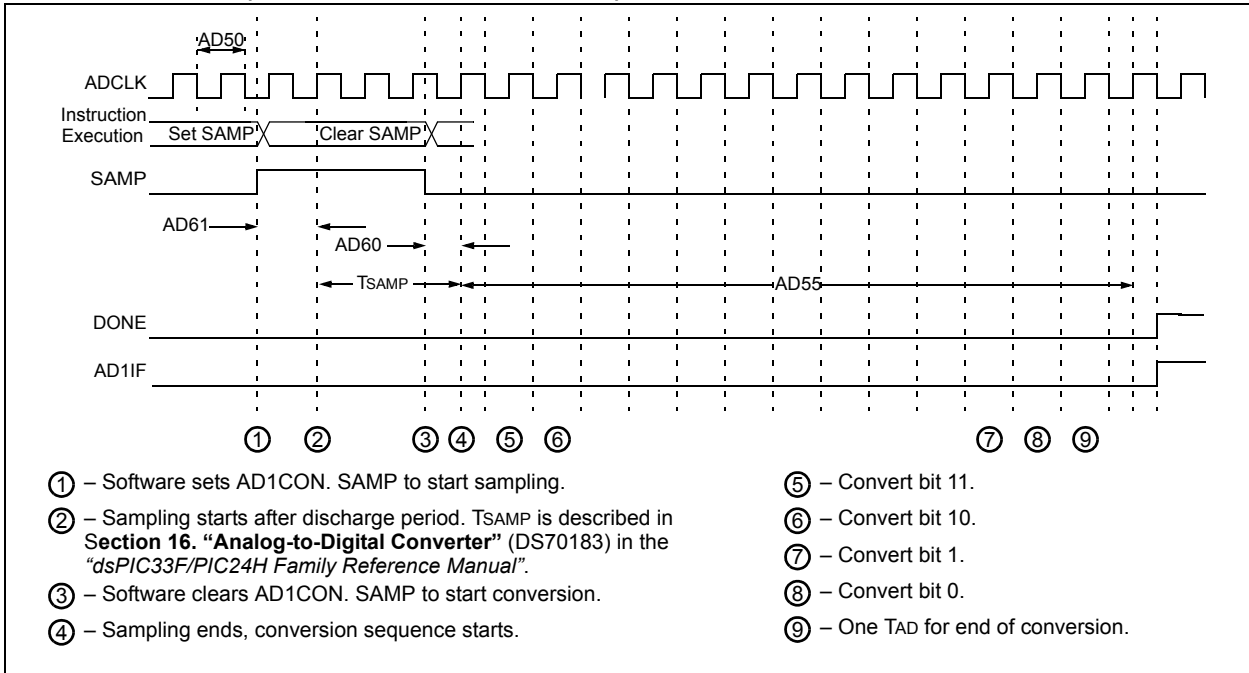 AD50
ADCLK
Instruction
Execution
Set SAMP
Clear SAMP
SAMP
AD61
AD60
TSAMP
AD55
DONE
AD1IF
1 2 3 4 5 6 7 8 9
1 – Software sets AD1CON. SAMP to start sampling.
2 – Sampling starts after discharge period. TSAMP is described in
Section 16. “Analog-to-Digital Converter” (DS70183) in the
“dsPIC33F/PIC24H Family Reference Manual”.
3 – Software clears AD1CON. SAMP to start conversion.
4 – Sampling ends, conversion sequence starts.
5 – Convert bit 11.
6 – Convert bit 10.
7 – Convert bit 1.
8 – Convert bit 0.
9 – One TAD for end of conversion.